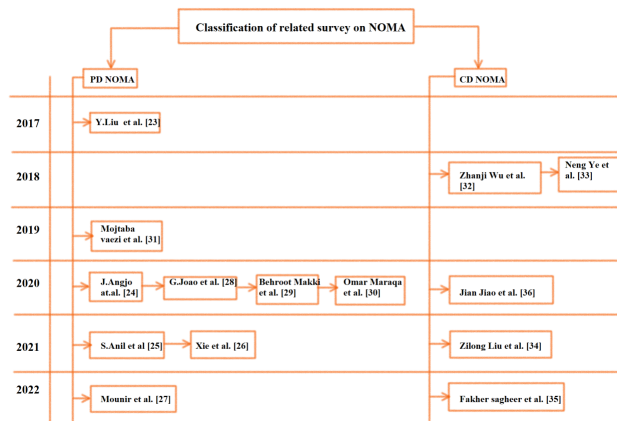 Classification of related survey on NOMA
PD NOMA
CD NOMA
2017
Y.Liu et al. [23]
2018
Zhanji Wu et al.
[32]
Neng Ye et
al. [33]
2019
Mojtaba
vaezi et al. [31]
2020
J.Angjo
at.al. [24]
G.Joao et al. [28]
Behroot Makki
et al. [29]
Omar Maraqa
et al. [30]
Jian Jiao et al. [36]
2021
S.Anil et al [25]
Xie et al. [26]
Zilong Liu et al. [34]
2022
Mounir et al. [27]
Fakher sagheer et al. [35]